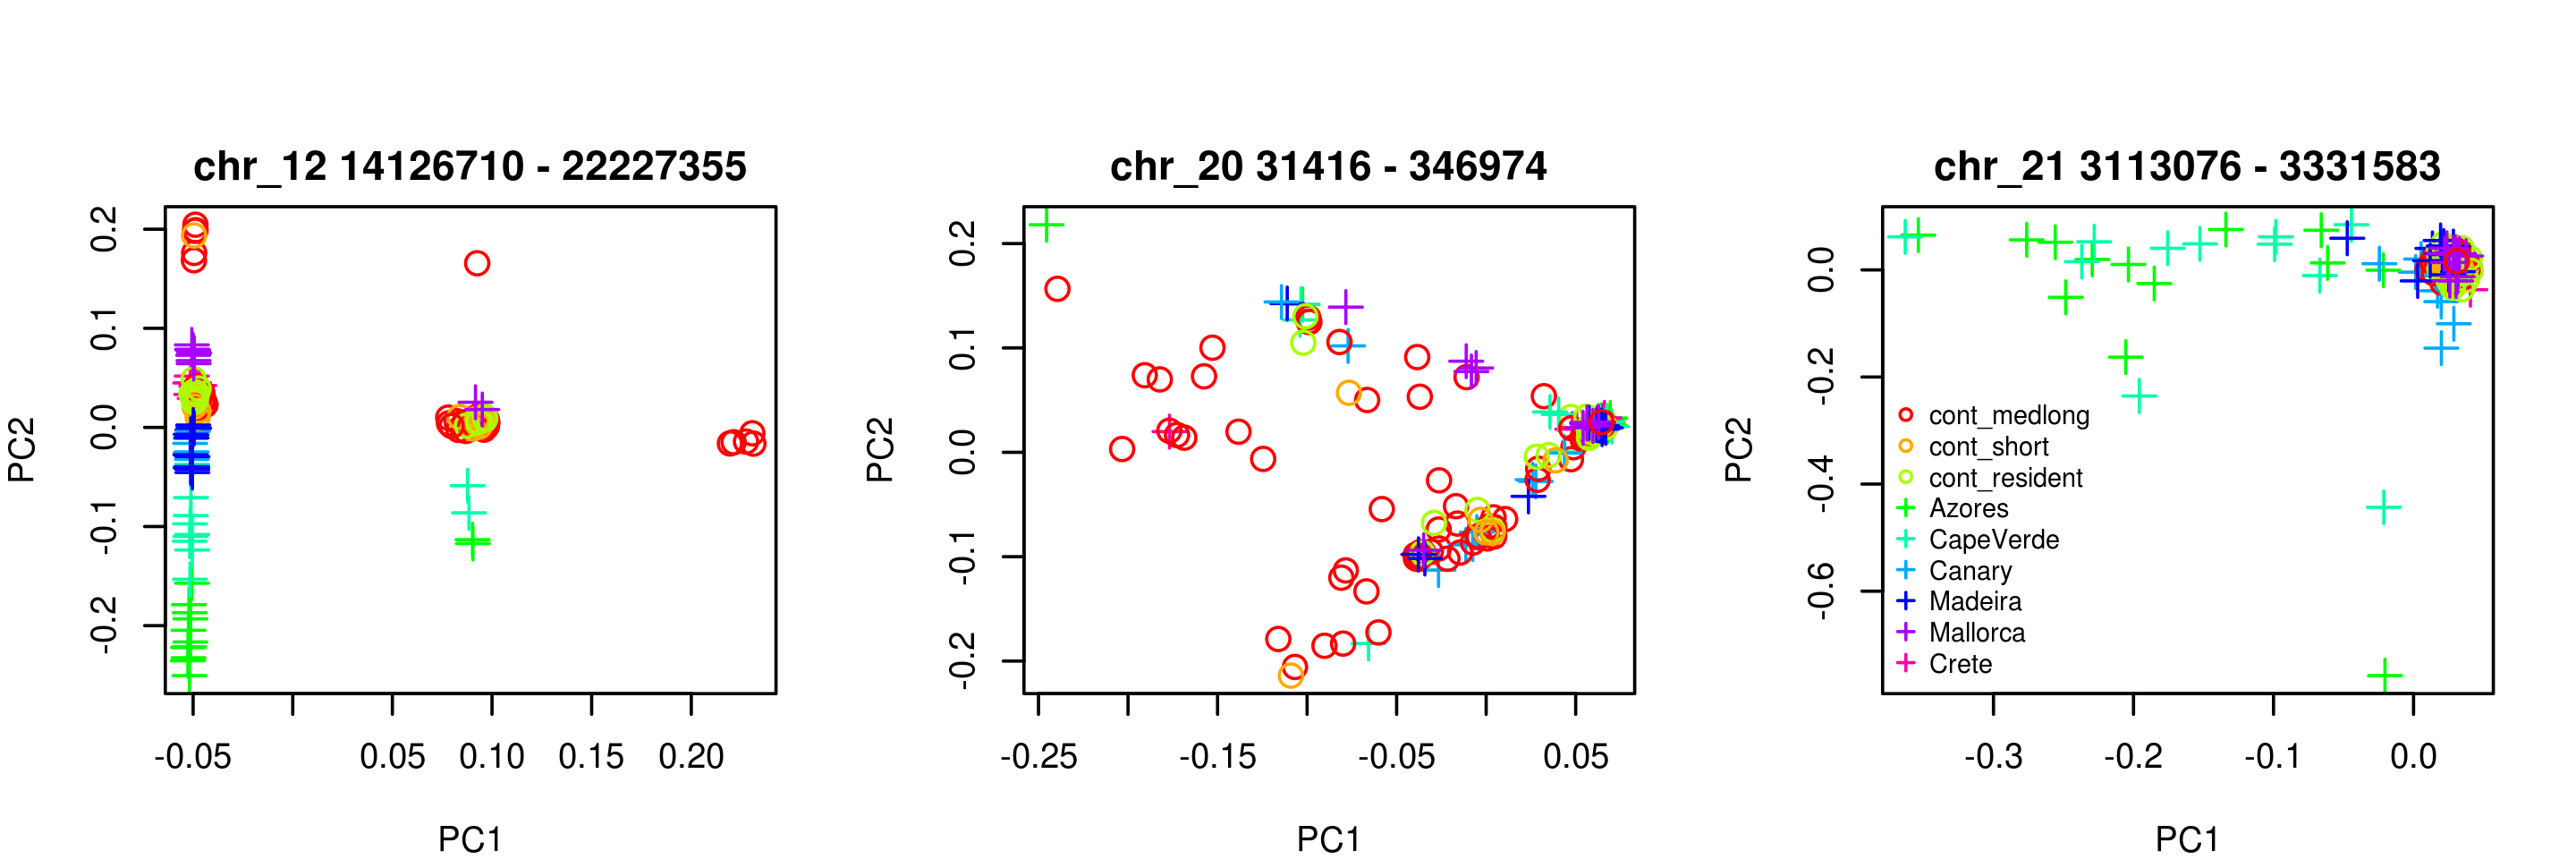 chr_12 14126710 - 22227355
PC2
0.2
0.1
0.0
-0.1
-0.2
-0.05
0.05
0.10
0.15
0.20
PC1
chr_20 31416 - 346974
PC2
0.2
0.1
0.0
-0.1
-0.2
-0.25
-0.15
-0.05
0.05
PC1
chr_21 3113076 - 3331583
PC2
0.0
-0.2
-0.4
-0.6
cont_medlong
cont_short
cont_resident
Azores
CapeVerde
Canary
Madeira
Mallorca
Crete
-0.3
-0.2
-0.1
0.0
PC1